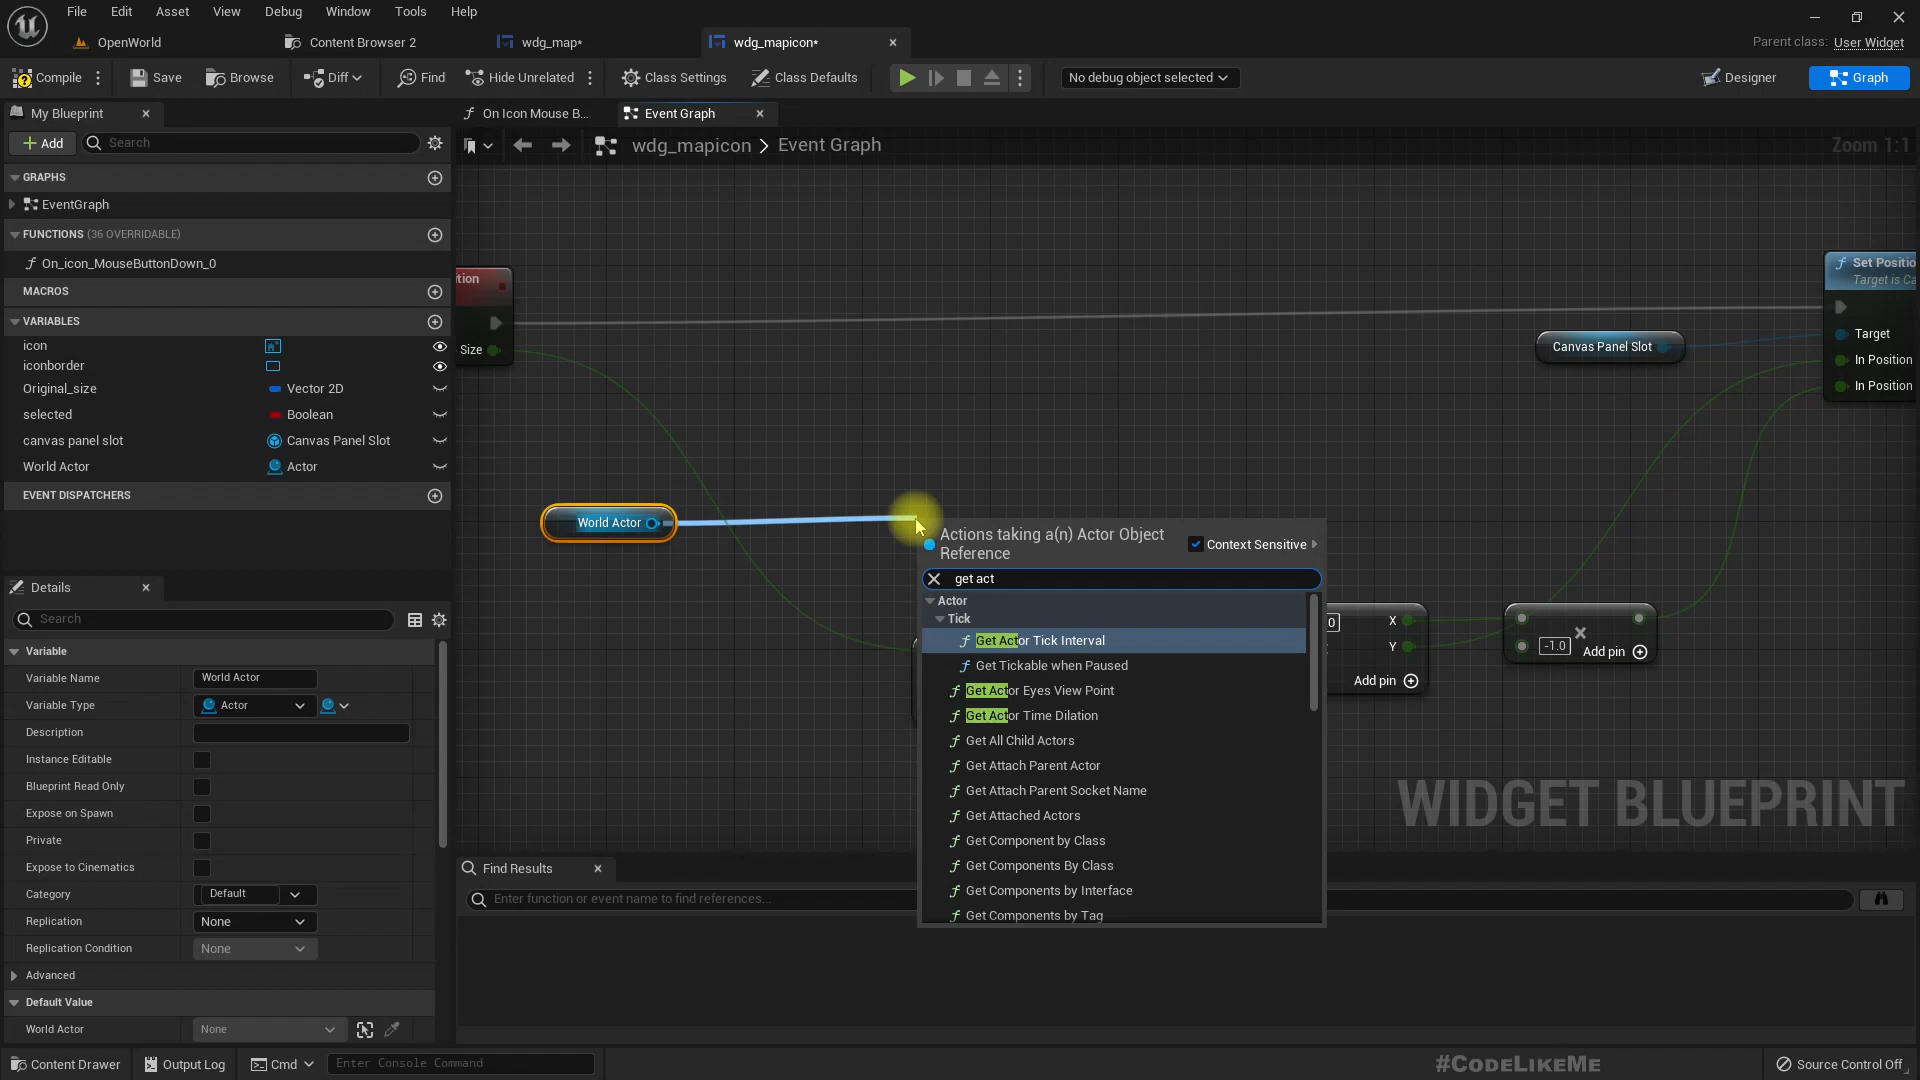 File Edit Asset View Debug Window Tools Help
OpenWorld Content Browser 2 wdg_map* wdg_mapicon*
Parent class: User Widget
Compile Save Browse Diff Find Hide Unrelated Class Settings Class Defaults No debug object selected Designer Graph
My Blueprint On Icon Mouse B... Event Graph
Add Search
wdg_mapicon > Event Graph Zoom 1:1
GRAPHS
EventGraph
FUNCTIONS (36 OVERRIDABLE)
On_icon_MouseButtonDown_0
MACROS
VARIABLES
icon
iconborder
Original_size Vector 2D
selected Boolean
canvas panel slot Canvas Panel Slot
World Actor Actor
EVENT DISPATCHERS
tion
Size
Set Positio
Target is Ca
Target
In Position
In Position
Canvas Panel Slot
World Actor
Actions taking a(n) Actor Object
Reference
Context Sensitive
get act
Actor
Tick
Get Actor Tick Interval
Get Tickable when Paused
Get Actor Eyes View Point
Get Actor Time Dilation
Get All Child Actors
Get Attach Parent Actor
Get Attach Parent Socket Name
Get Attached Actors
Get Component by Class
Get Components By Class
Get Components by Interface
Get Components by Tag
0 X
Y
Add pin
-1.0
Add pin
WIDGET BLUEPRINT
Details
Search
Variable
Variable Name World Actor
Variable Type Actor
Description
Instance Editable
Blueprint Read Only
Expose on Spawn
Private
Expose to Cinematics
Category Default
Replication None
Replication Condition None
Advanced
Default Value
World Actor None
Find Results
Enter function or event name to find references...
Content Drawer Output Log Cmd Enter Console Command
#CODELIKEME
Source Control Off